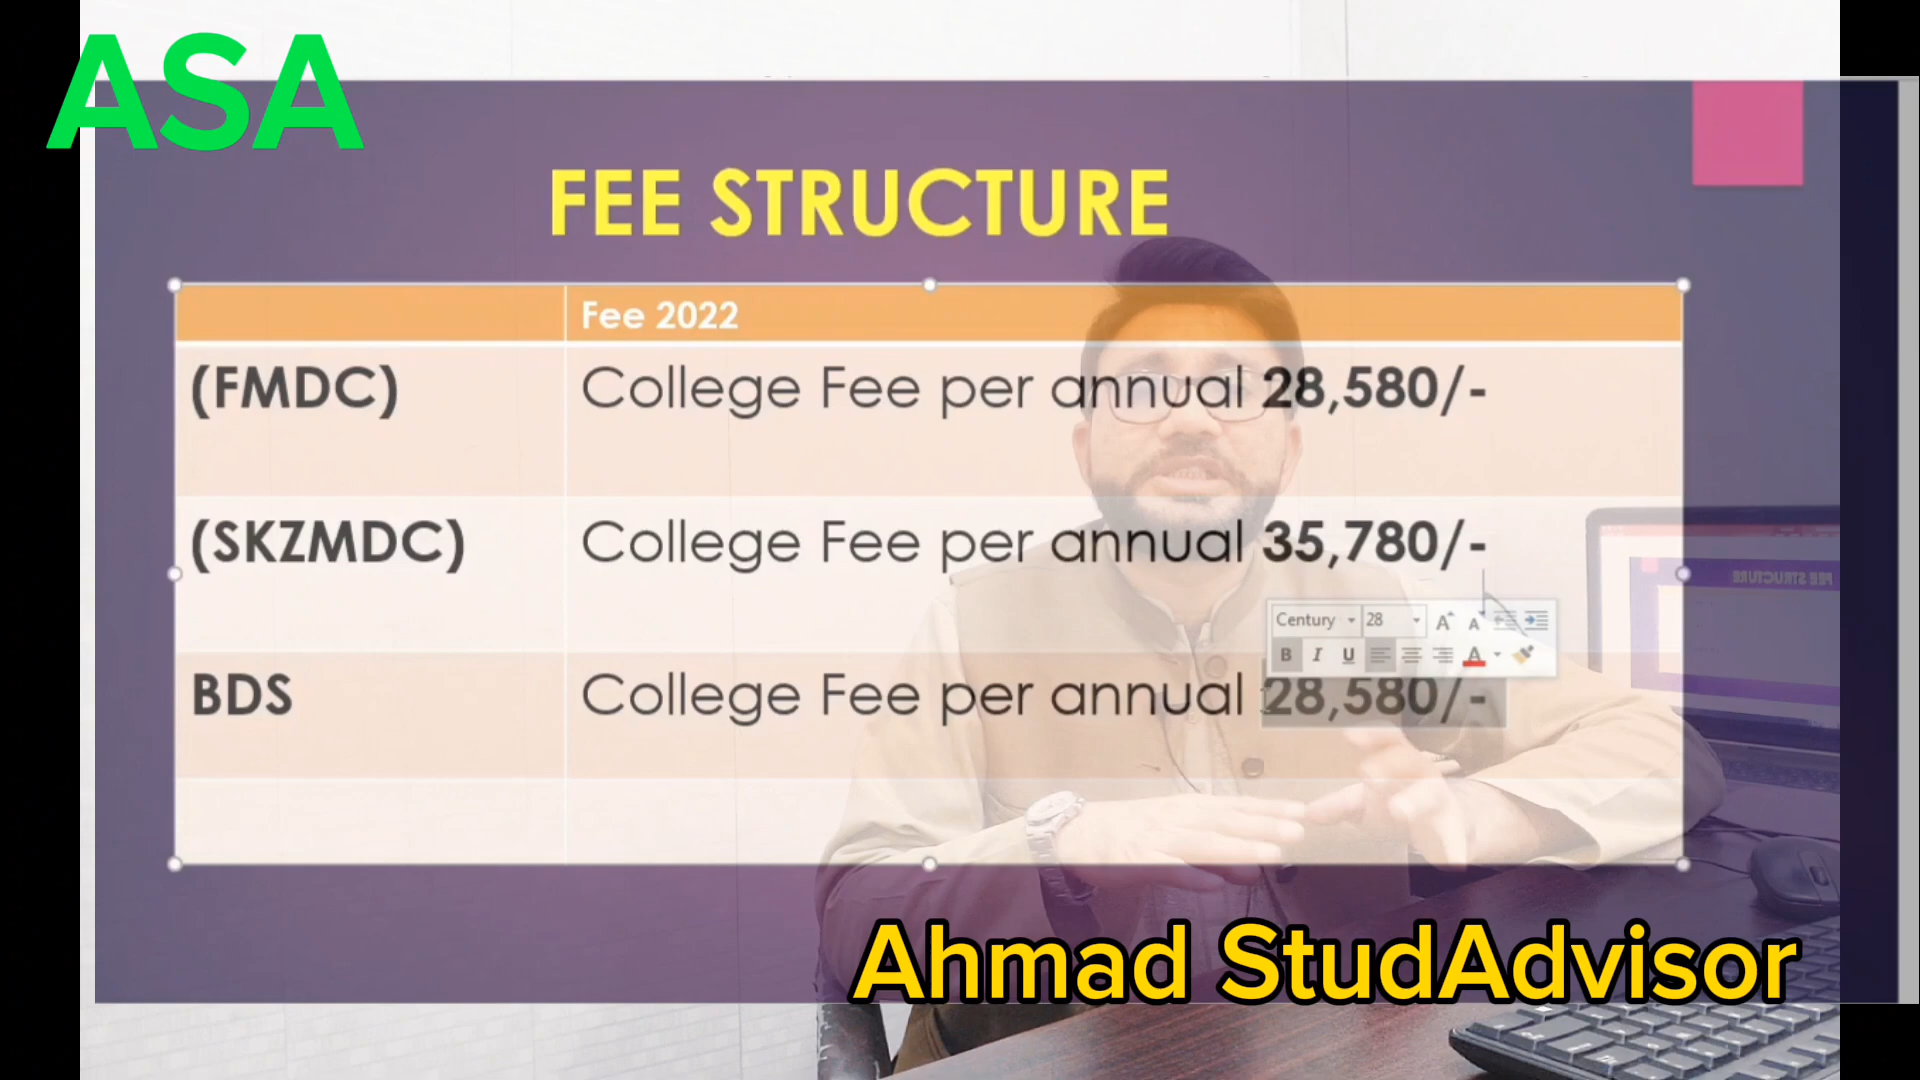 ASA
FEE STRUCTURE
Fee 2022
(FMDC) College Fee per annual 28,580/-
(SKZMDC) College Fee per annual 35,780/-
Century 28
B I U A
BDS College Fee per annual 28,580/-
Ahmad StudAdvisor